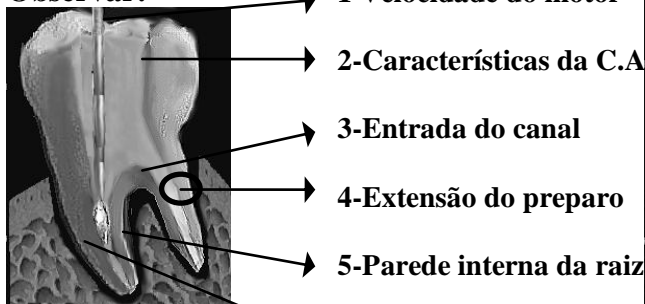 Observar:
1-Velocidade do motor
2-Características da C.A
3-Entrada do canal
4-Extensão do preparo
5-Parede interna da raiz